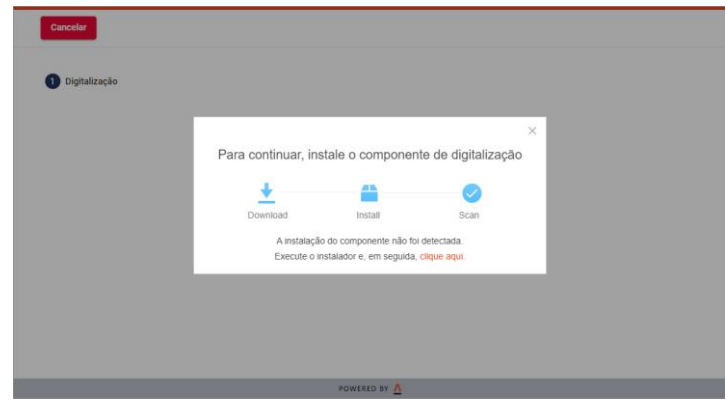 Cancelar
1 Digitalização
Para continuar, instale o componente de digitalização
Download Install Scan
A instalação do componente não foi detectada.
Execute o instalador e, em seguida, clique aqui.
POWERED BY